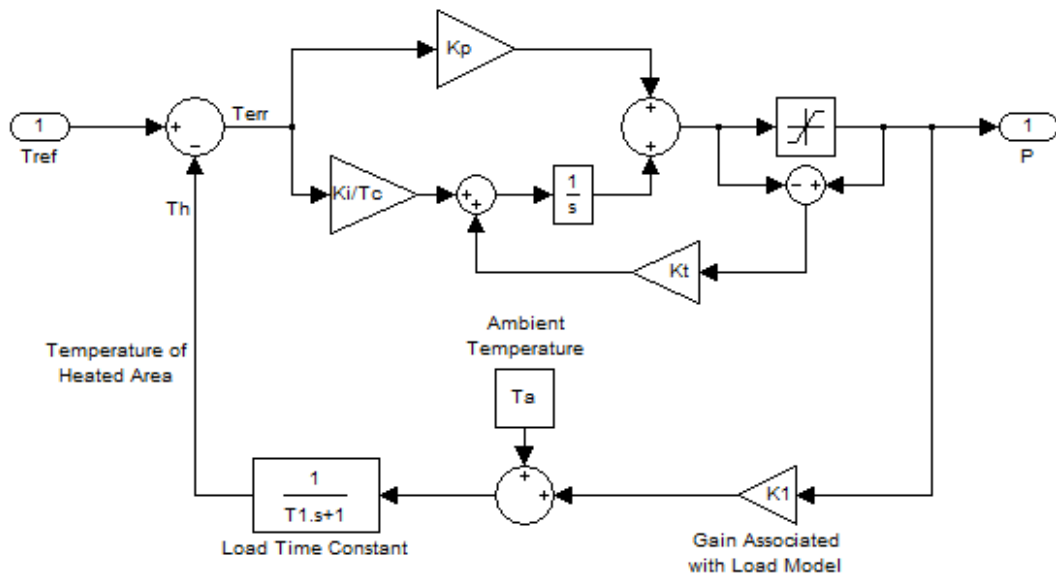 Kp
1
Tref
+
−
Terr
+
+
1
P
Ki/Tc
+
+
1
s
−
+
Th
Kt
Ambient
Temperature
Temperature of
Heated Area
Ta
+
+
K1
1
T1.s+1
Load Time Constant
Gain Associated
with Load Model